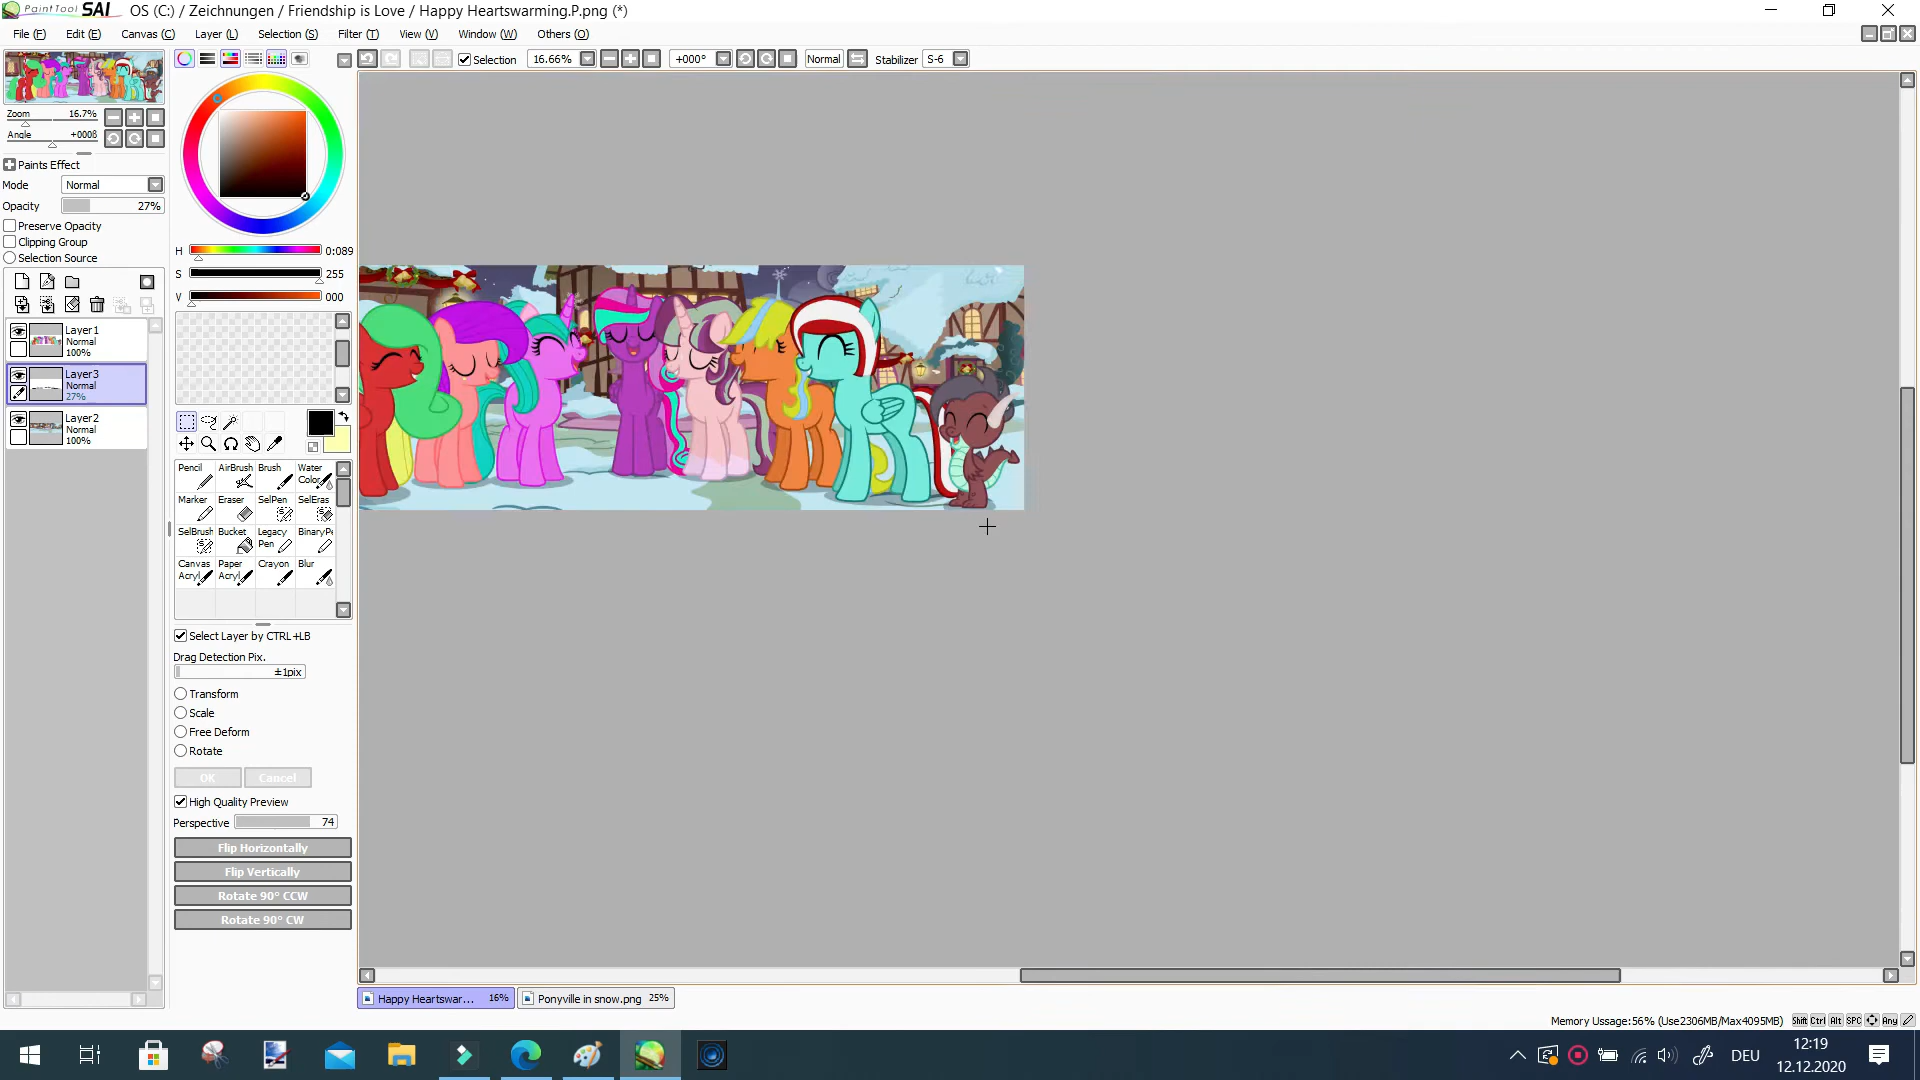 PaintTool SAI OS (C:) / Zeichnungen / Friendship is Love / Happy Heartswarming.P.png (*)
File (F) Edit (E) Canvas (C) Layer (L) Selection (S) Filter (T) View (V) Window (W) Others (O)
Selection 16.66% +000° Normal Stabilizer S-6
Zoom 16.7%
Angle +000ß
Paints Effect
Mode Normal
Opacity 27%
Preserve Opacity
Clipping Group
Selection Source
Layer1
Normal
100%
Layer3
Normal
27%
Layer2
Normal
100%
H 0:089
S 255
V 000
Pencil AirBrush Brush Water Color
Marker Eraser SelPen SelEras
SelBrush Bucket Legacy Pen BinaryPe
Canvas Acryl Paper Acryl Crayon Blur
Select Layer by CTRL+LB
Drag Detection Pix.
±1pix
Transform
Scale
Free Deform
Rotate
OK Cancel
High Quality Preview
Perspective 74
Flip Horizontally
Flip Vertically
Rotate 90° CCW
Rotate 90° CW
Happy Heartswar... 16% Ponyville in snow.png 25%
Memory Ussage:56% (Use2306MB/Max4095MB) Shift Ctrl Alt SPC Any
DEU 12:19
12.12.2020